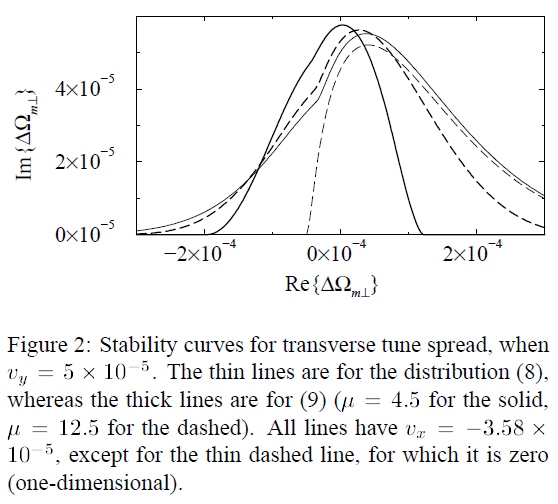 4×10⁻⁵
2×10⁻⁵
0×10⁻⁵
Im{ΔΩ_{m⊥}}
−2×10⁻⁴ 0×10⁻⁴ 2×10⁻⁴
Re{ΔΩ_{m⊥}}
Figure 2: Stability curves for transverse tune spread, when
v_y = 5 × 10⁻⁵. The thin lines are for the distribution (8),
whereas the thick lines are for (9) (μ = 4.5 for the solid,
μ = 12.5 for the dashed). All lines have v_x = −3.58 ×
10⁻⁵, except for the thin dashed line, for which it is zero
(one-dimensional).